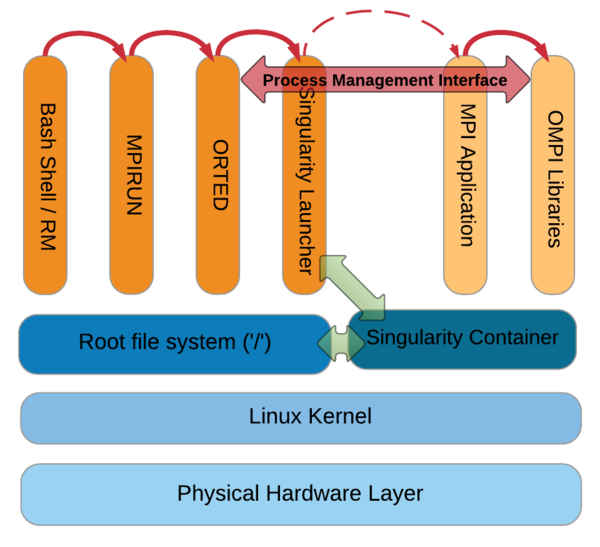 Process Management Interface
Bash Shell / RM
MPIRUN
ORTED
Singularity Launcher
MPI Application
OMPI Libraries
Root file system ('/')
Singularity Container
Linux Kernel
Physical Hardware Layer